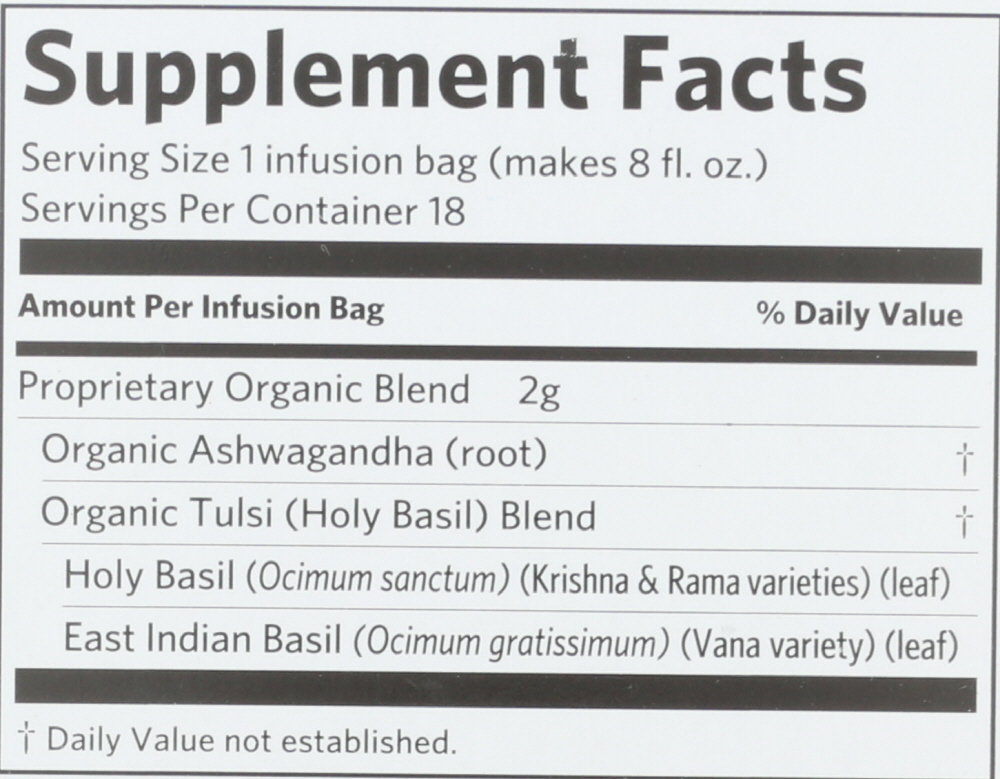 Supplement Facts
Serving Size 1 infusion bag (makes 8 fl. oz.)
Servings Per Container 18
Amount Per Infusion Bag % Daily Value
Proprietary Organic Blend 2g
Organic Ashwagandha (root) †
Organic Tulsi (Holy Basil) Blend †
Holy Basil (Ocimum sanctum) (Krishna & Rama varieties) (leaf)
East Indian Basil (Ocimum gratissimum) (Vana variety) (leaf)
† Daily Value not established.